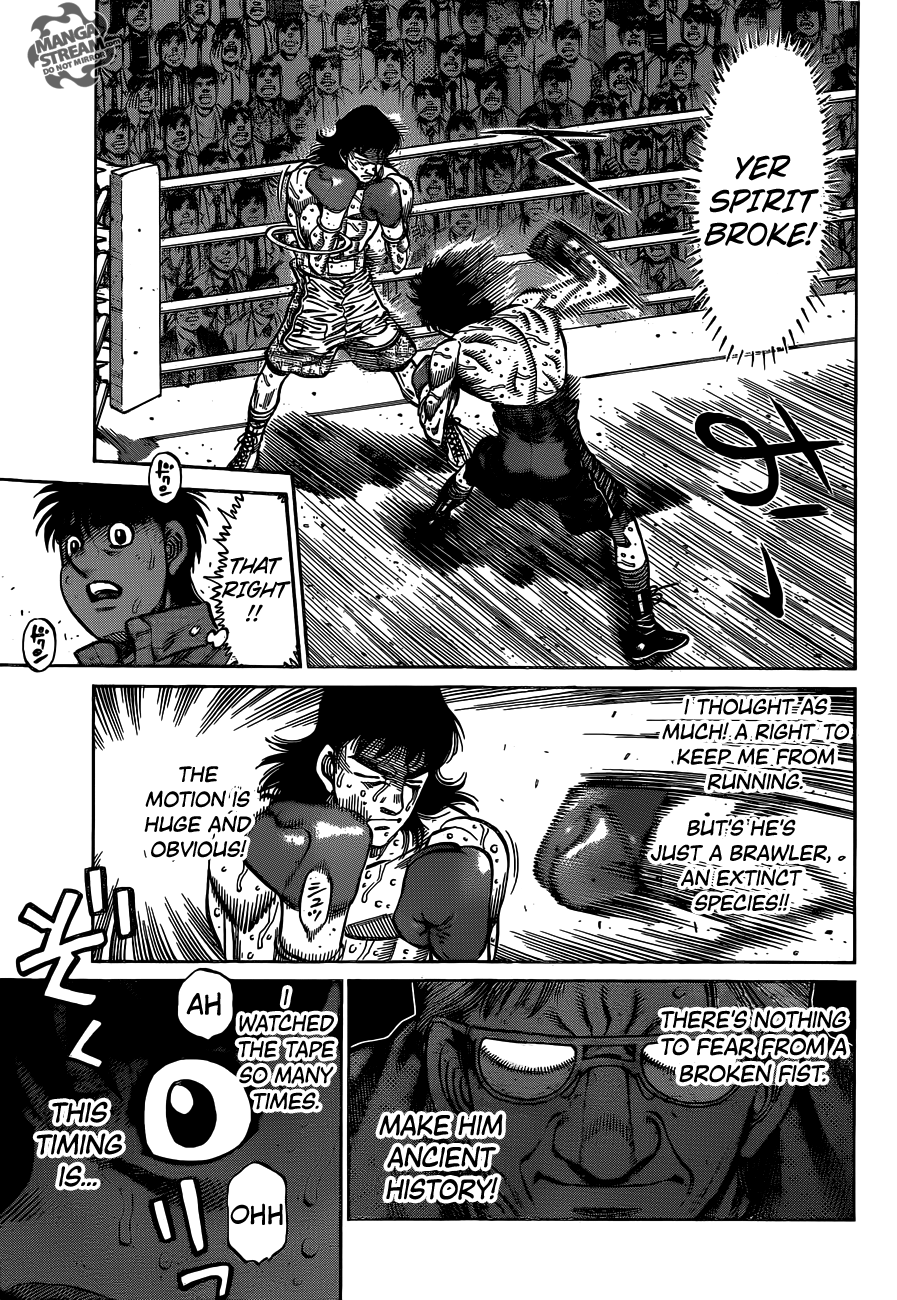 MANGA
STREAM
DO NOT MIRROR
YER
SPIRIT
BROKE!
THAT
RIGHT
!!
I THOUGHT AS
MUCH! A RIGHT TO
KEEP ME FROM
RUNNING.
BUT'S HE'S
JUST A BRAWLER,
AN EXTINCT
SPECIES!!
THE
MOTION IS
HUGE AND
OBVIOUS!
THERE'S NOTHING
TO FEAR FROM A
BROKEN FIST.
MAKE HIM
ANCIENT
HISTORY!
AH
I
WATCHED
THE TAPE
SO MANY
TIMES.
THIS
TIMING
IS...
OHH